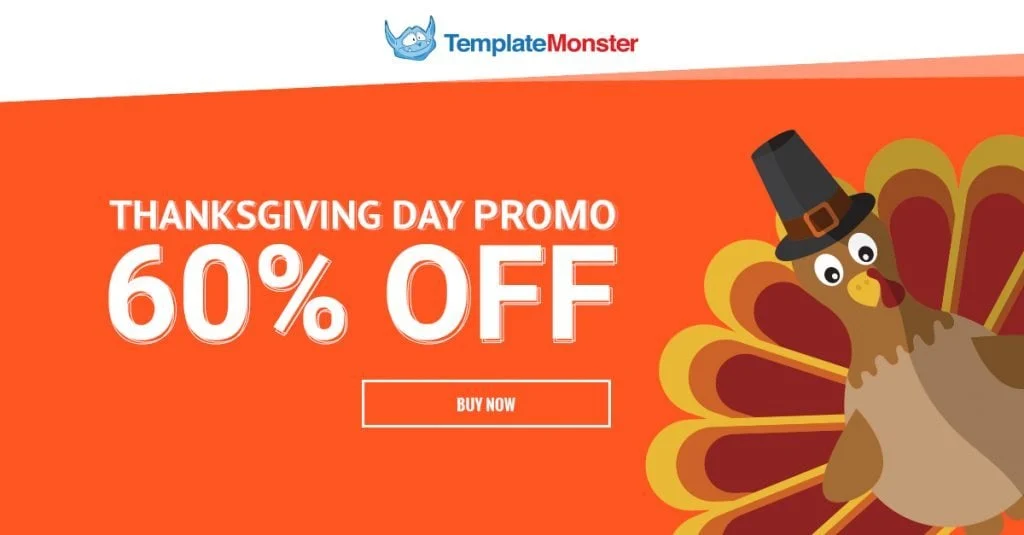 TemplateMonster
THANKSGIVING DAY PROMO
60% OFF
BUY NOW